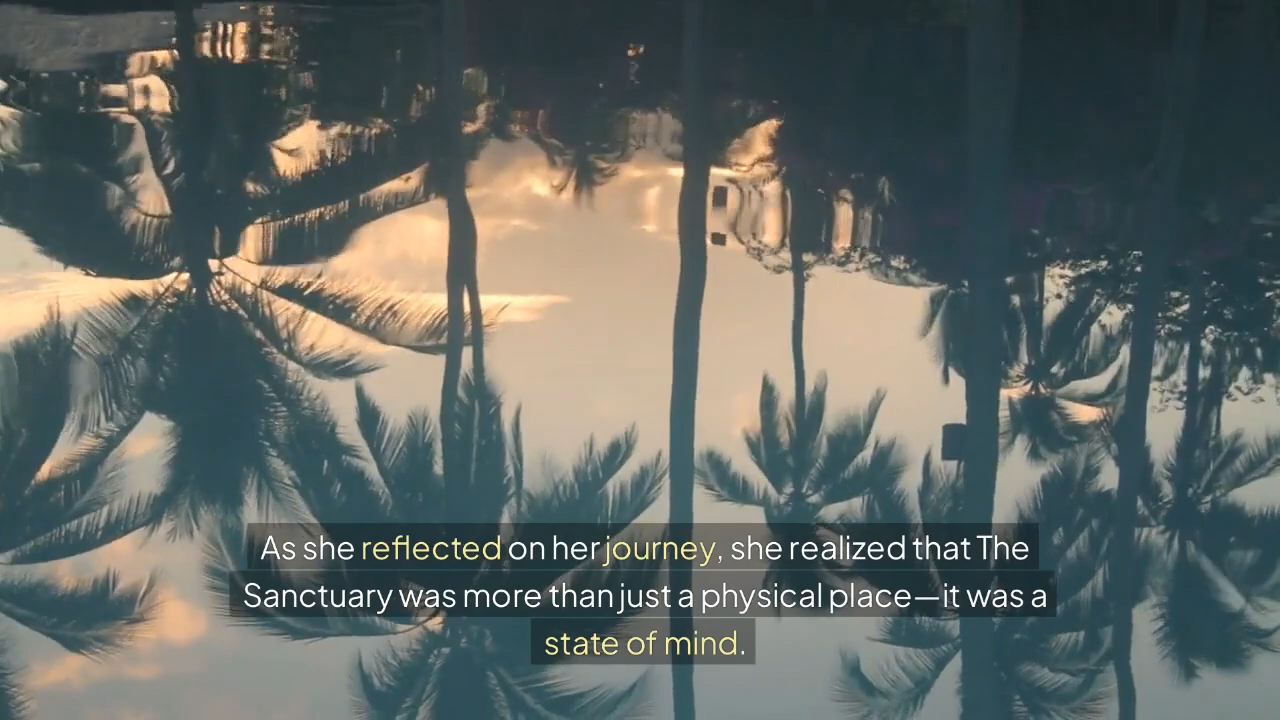 As she reflected on her journey, she realized that The
Sanctuary was more than just a physical place—it was a
state of mind.